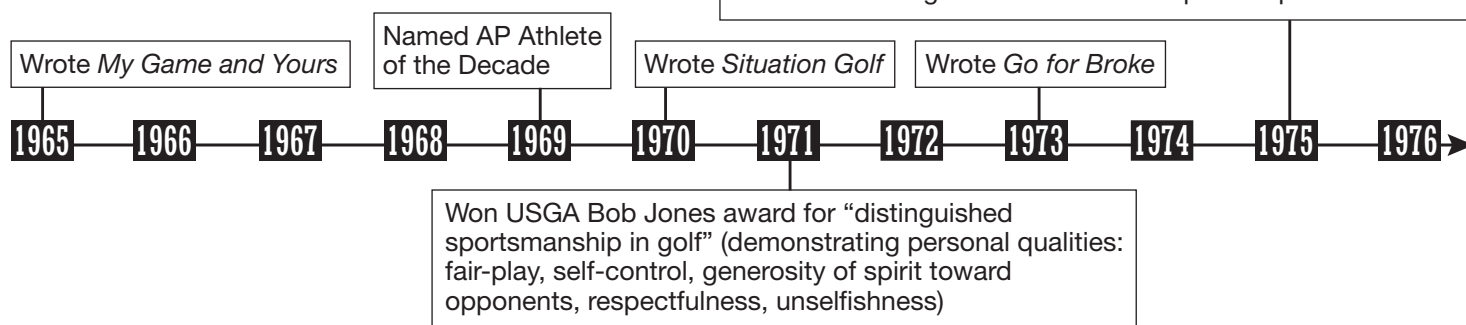 Wrote My Game and Yours
Named AP Athlete
of the Decade
Wrote Situation Golf
Wrote Go for Broke
1965 1966 1967 1968 1969 1970 1971 1972 1973 1974 1975 1976
Won USGA Bob Jones award for “distinguished
sportsmanship in golf” (demonstrating personal qualities:
fair-play, self-control, generosity of spirit toward
opponents, respectfulness, unselfishness)